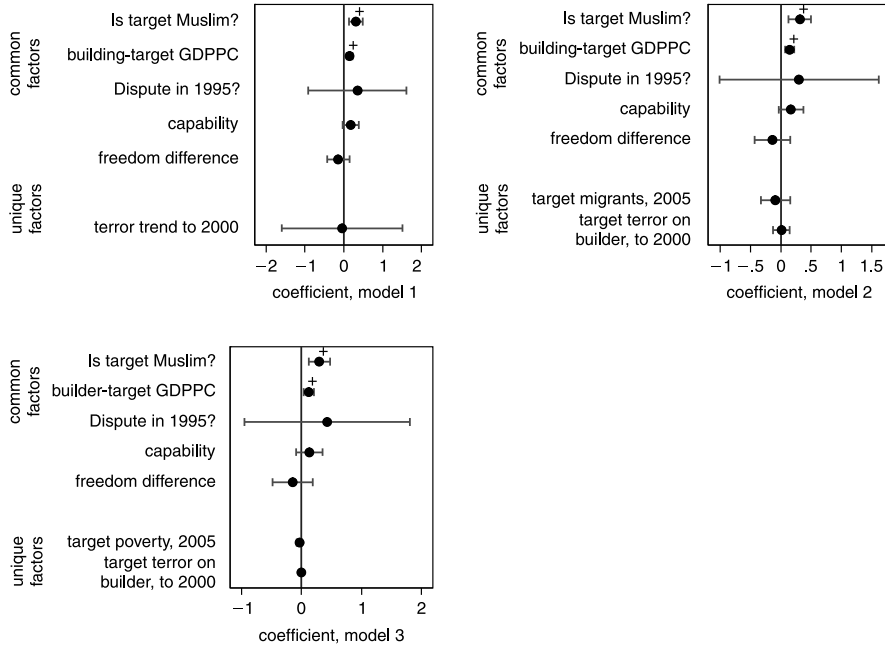 common
factors
Is target Muslim?
+
building-target GDPPC
+
Dispute in 1995?
capability
freedom difference
unique
factors
terror trend to 2000
−2 −1 0 1 2
coefficient, model 1
common
factors
Is target Muslim?
+
building-target GDPPC
+
Dispute in 1995?
capability
freedom difference
unique
factors
target migrants, 2005
target terror on
builder, to 2000
−1 −.5 0 .5 1 1.5
coefficient, model 2
common
factors
Is target Muslim?
+
builder-target GDPPC
+
Dispute in 1995?
capability
freedom difference
unique
factors
target poverty, 2005
target terror on
builder, to 2000
−1 0 1 2
coefficient, model 3